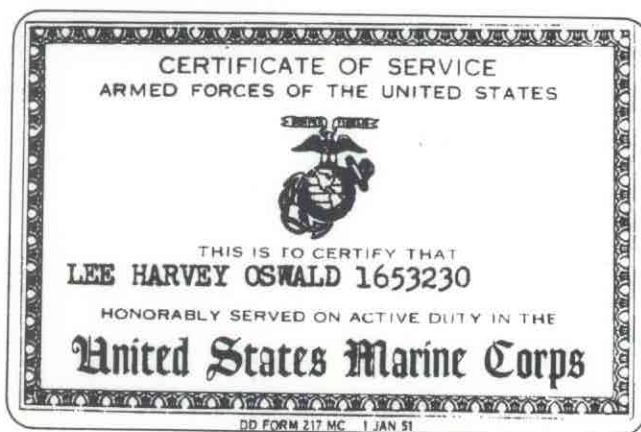 CERTIFICATE OF SERVICE
ARMED FORCES OF THE UNITED STATES
THIS IS TO CERTIFY THAT
LEE HARVEY OSWALD 1653230
HONORABLY SERVED ON ACTIVE DUTY IN THE
United States Marine Corps
DD FORM 217 MC 1 JAN 51